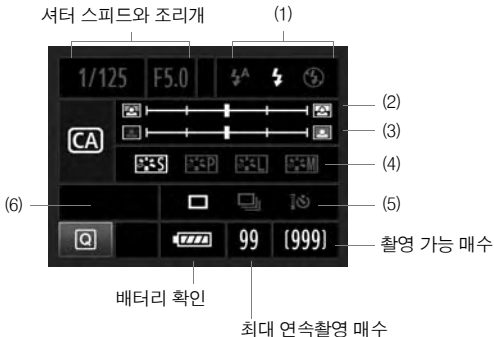 셔터 스피드와 조리개 (1)
1/125 F5.0 A
(2)
(3)
CA
S P L M (4)
(6) (5)
Q 99 (999) 촬영 가능 매수
배터리 확인
최대 연속촬영 매수